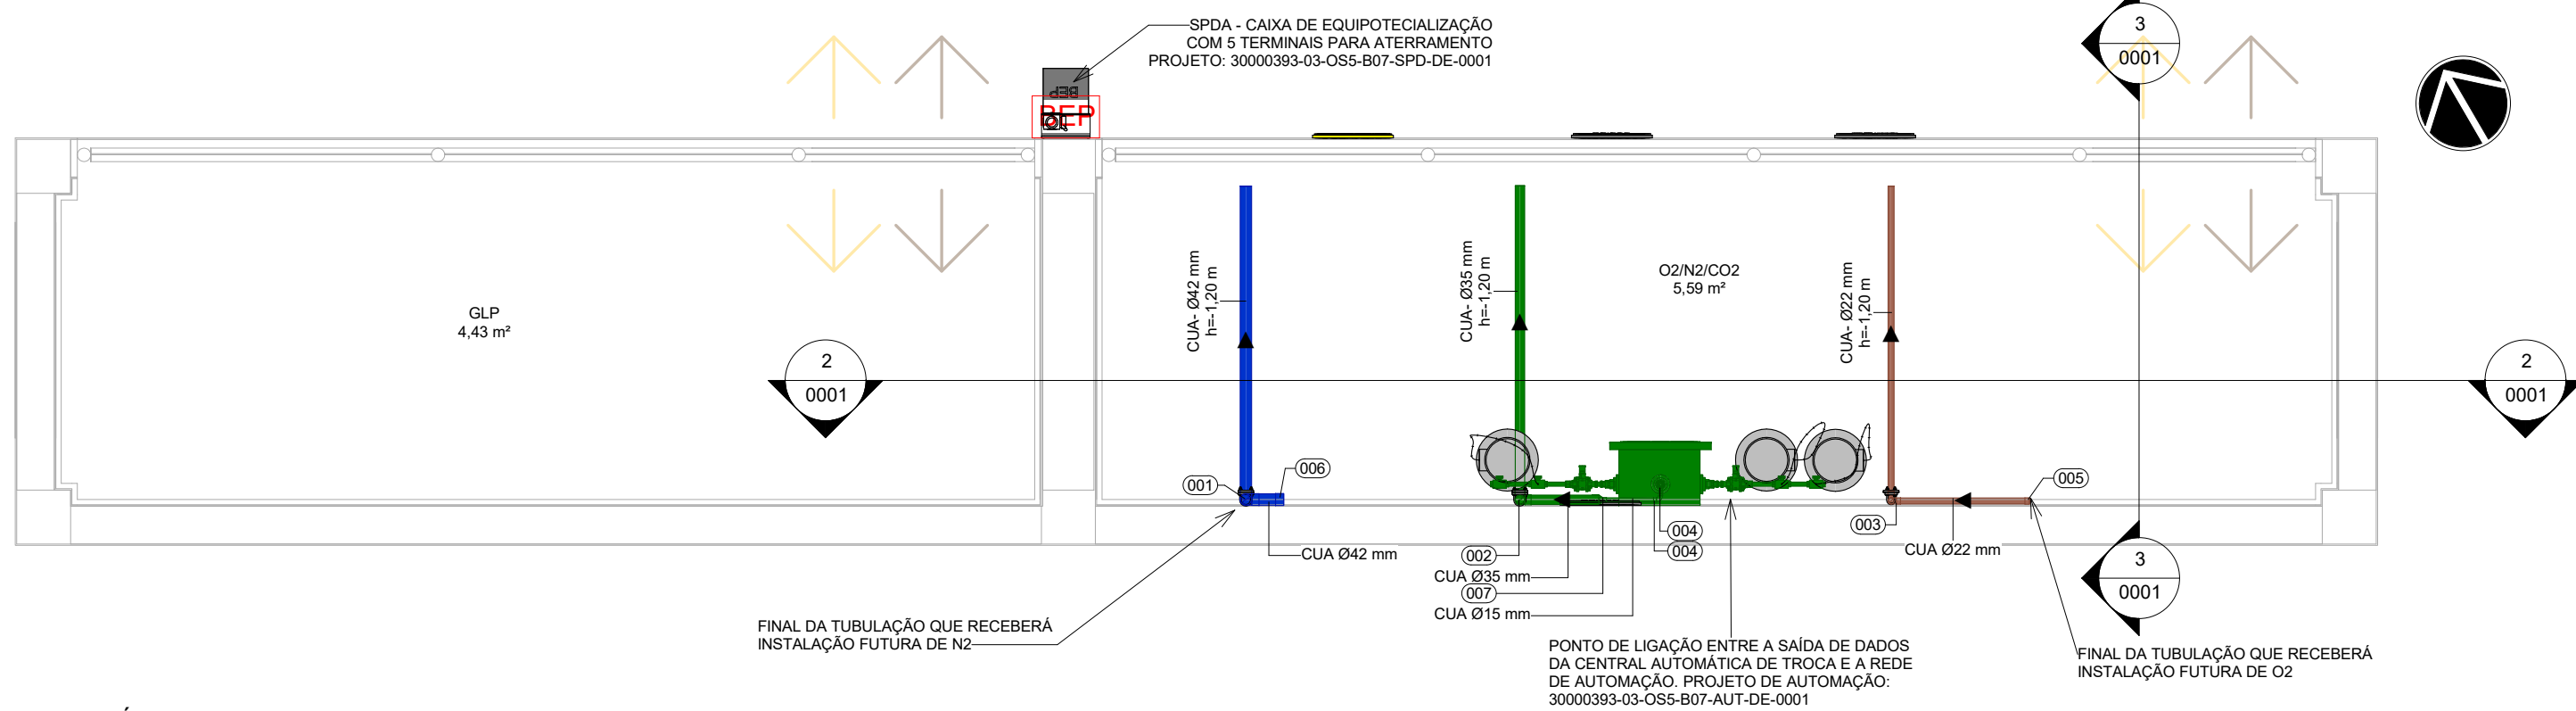 SPDA - CAIXA DE EQUIPOTECIALIZAÇÃO
COM 5 TERMINAIS PARA ATERRAMENTO
PROJETO: 30000393-03-OS5-B07-SPD-DE-0001
3
0001
BEP
BEP
CUA- Ø42 mm
h=-1,20 m
CUA- Ø35 mm
h=-1,20 m
O2/N2/CO2
5,59 m²
CUA- Ø22 mm
h=-1,20 m
GLP
4,43 m²
2
0001
2
0001
001
006
005
003
004
004
002
CUA Ø42 mm
CUA Ø22 mm
CUA Ø35 mm
007
CUA Ø15 mm
3
0001
FINAL DA TUBULAÇÃO QUE RECEBERÁ
INSTALAÇÃO FUTURA DE N2
PONTO DE LIGAÇÃO ENTRE A SAÍDA DE DADOS
DA CENTRAL AUTOMÁTICA DE TROCA E A REDE
DE AUTOMAÇÃO. PROJETO DE AUTOMAÇÃO:
30000393-03-OS5-B07-AUT-DE-0001
FINAL DA TUBULAÇÃO QUE RECEBERÁ
INSTALAÇÃO FUTURA DE O2